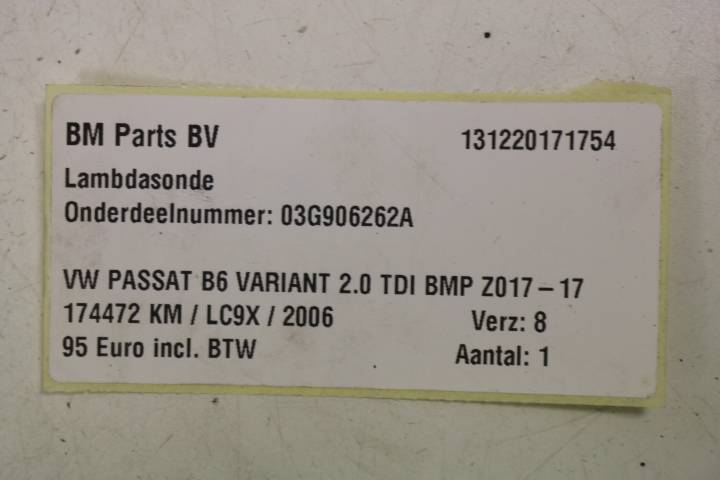 BM Parts BV 131220171754
Lambdasonde
Onderdeelnummer: 03G906262A
VW PASSAT B6 VARIANT 2.0 TDI BMP Z017-17
174472 KM / LC9X / 2006 Verz: 8
95 Euro incl. BTW Aantal: 1